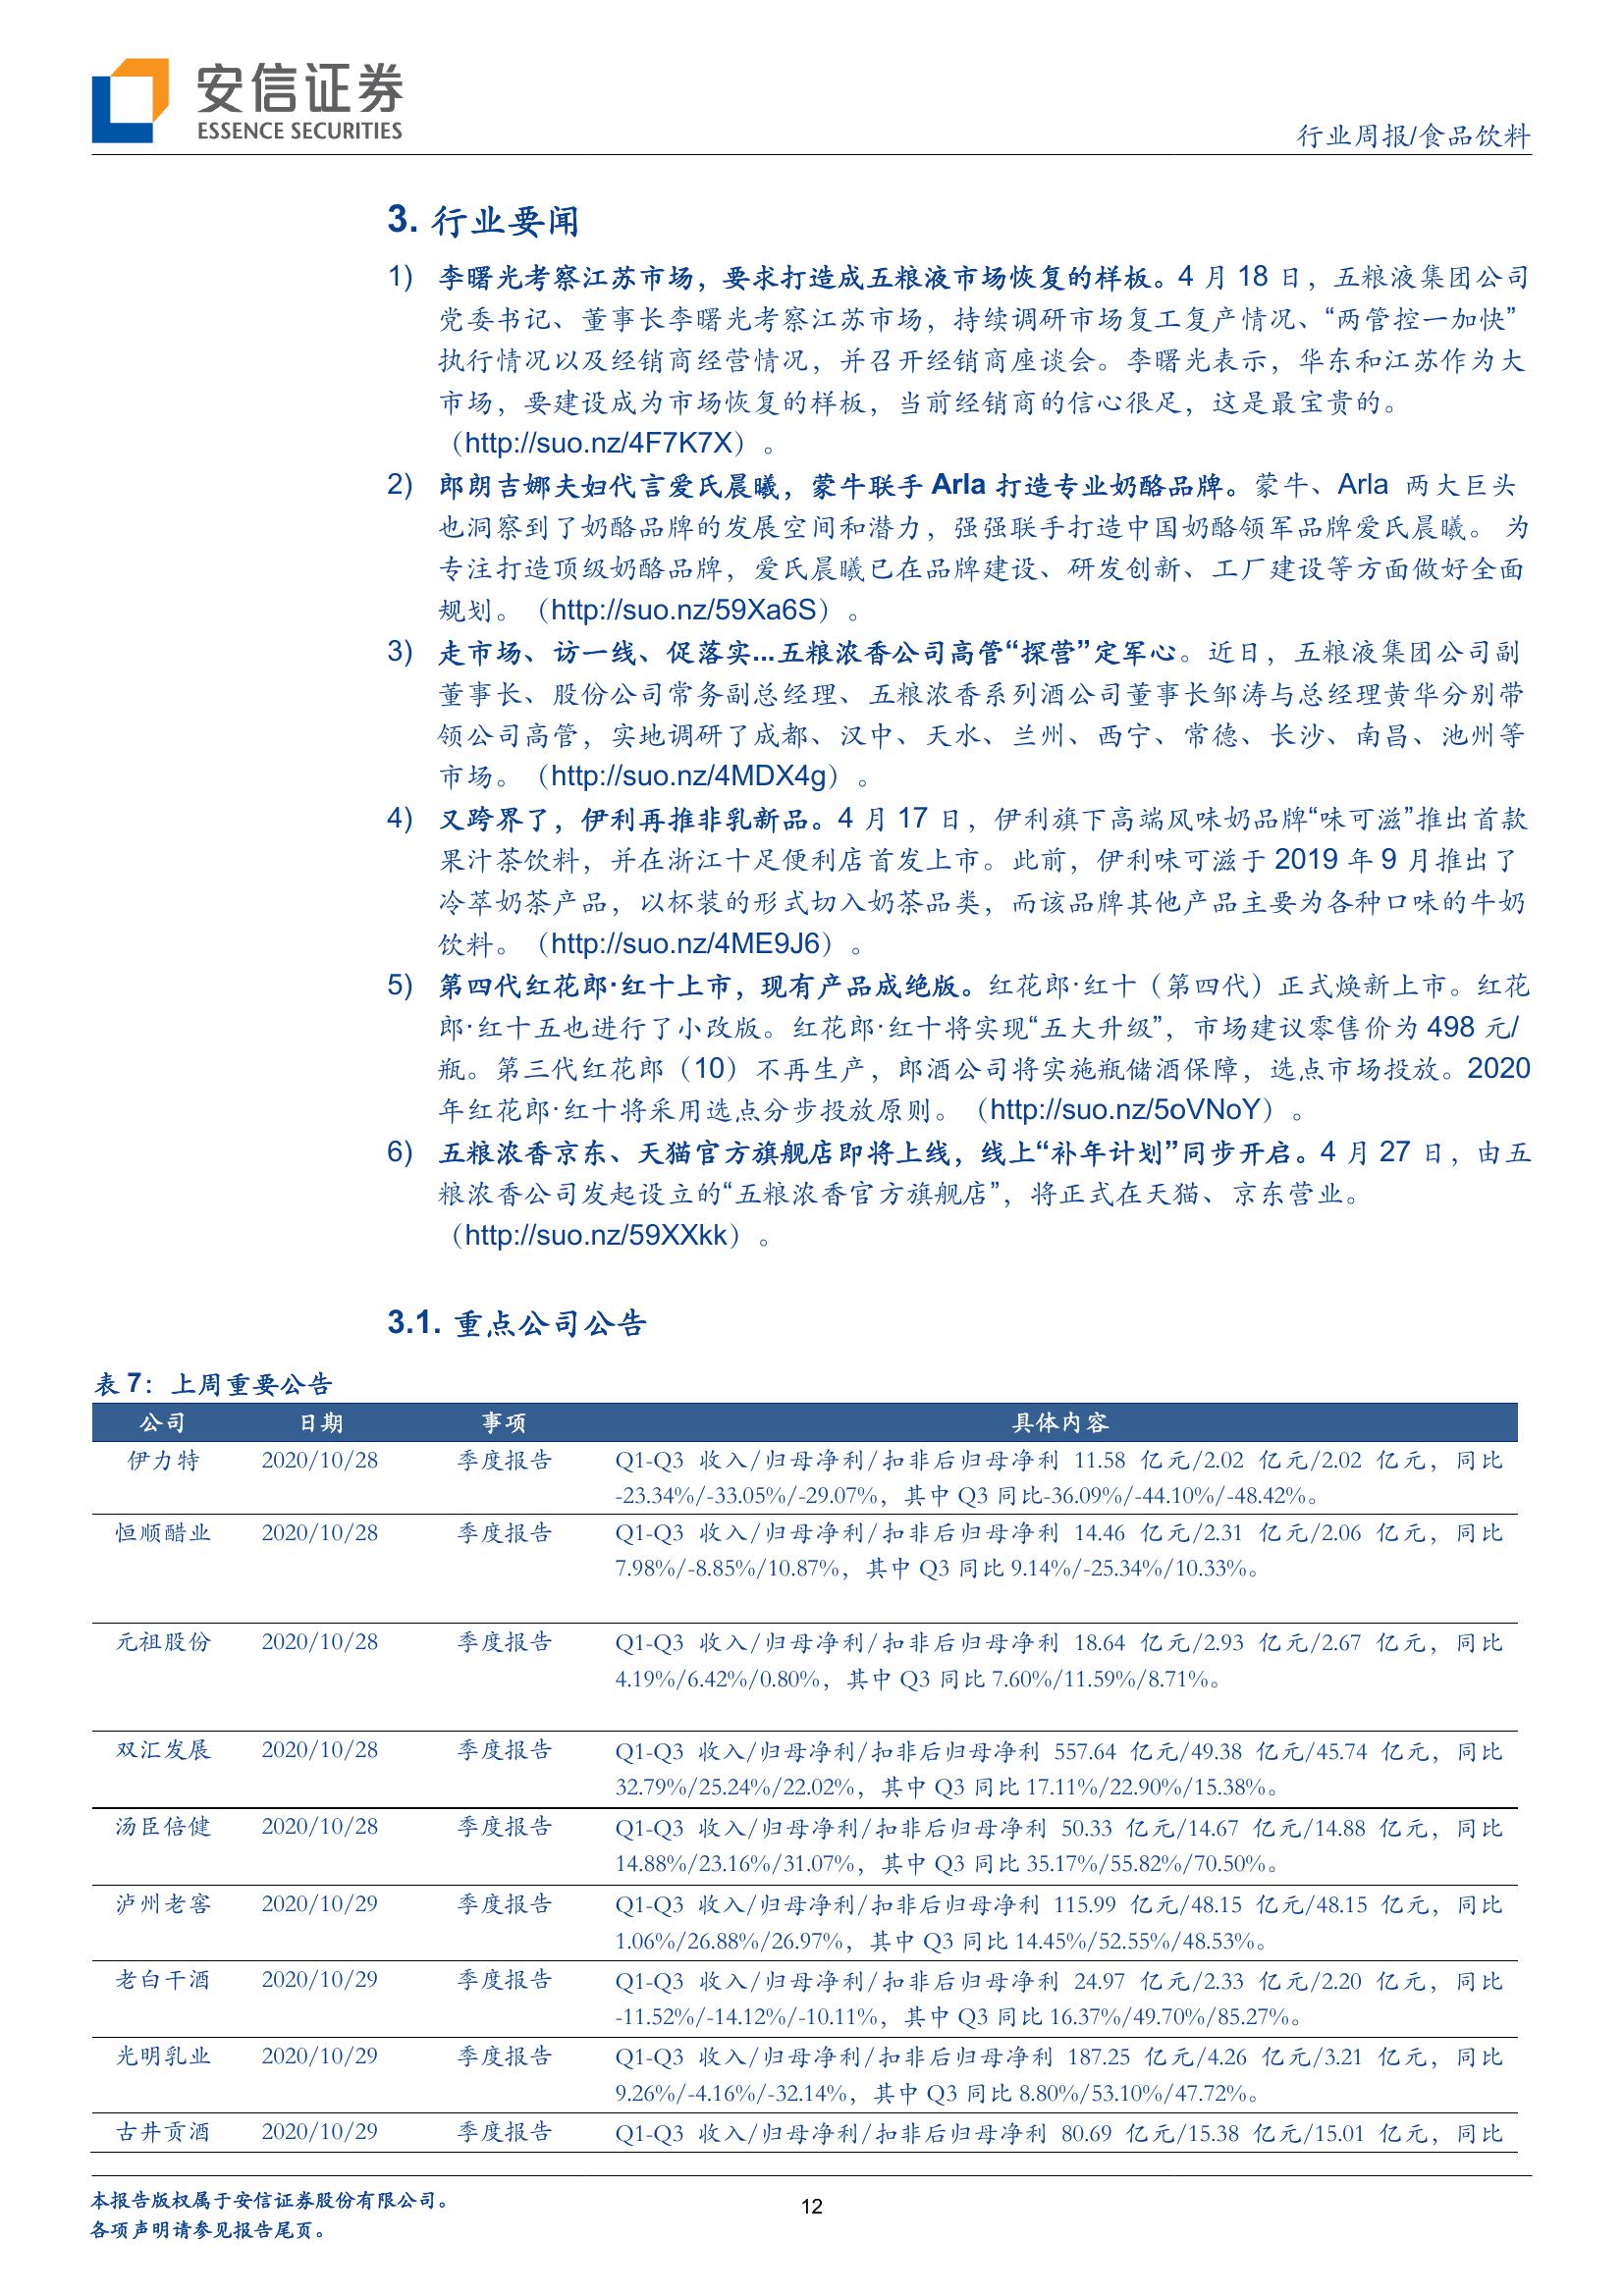 安信证券
ESSENCE SECURITIES
行业周报/食品饮料
3. 行业要闻
1) 李曙光考察江苏市场，要求打造成五粮液市场恢复的样板。4 月 18 日，五粮液集团公司
党委书记、董事长李曙光考察江苏市场，持续调研市场复工复产情况、“两管控一加快”
执行情况以及经销商经营情况，并召开经销商座谈会。李曙光表示，华东和江苏作为大
市场，要建设成为市场恢复的样板，当前经销商的信心很足，这是最宝贵的。
（http://suo.nz/4F7K7X）。
2) 郎朗吉娜夫妇代言爱氏晨曦，蒙牛联手 Arla 打造专业奶酪品牌。蒙牛、Arla 两大巨头
也洞察到了奶酪品牌的发展空间和潜力，强强联手打造中国奶酪领军品牌爱氏晨曦。 为
专注打造顶级奶酪品牌，爱氏晨曦已在品牌建设、研发创新、工厂建设等方面做好全面
规划。（http://suo.nz/59Xa6S）。
3) 走市场、访一线、促落实...五粮浓香公司高管“探营”定军心。近日，五粮液集团公司副
董事长、股份公司常务副总经理、五粮浓香系列酒公司董事长邹涛与总经理黄华分别带
领公司高管，实地调研了成都、汉中、天水、兰州、西宁、常德、长沙、南昌、池州等
市场。（http://suo.nz/4MDX4g）。
4) 又跨界了，伊利再推非乳新品。4 月 17 日，伊利旗下高端风味奶品牌“味可滋”推出首款
果汁茶饮料，并在浙江十足便利店首发上市。此前，伊利味可滋于 2019 年 9 月推出了
冷萃奶茶产品，以杯装的形式切入奶茶品类，而该品牌其他产品主要为各种口味的牛奶
饮料。（http://suo.nz/4ME9J6）。
5) 第四代红花郎·红十上市，现有产品成绝版。红花郎·红十（第四代）正式焕新上市。红花
郎·红十五也进行了小改版。红花郎·红十将实现“五大升级”，市场建议零售价为 498 元/
瓶。第三代红花郎（10）不再生产，郎酒公司将实施瓶储酒保障，选点市场投放。2020
年红花郎·红十将采用选点分步投放原则。（http://suo.nz/5oVNoY）。
6) 五粮浓香京东、天猫官方旗舰店即将上线，线上“补年计划”同步开启。4 月 27 日，由五
粮浓香公司发起设立的“五粮浓香官方旗舰店”，将正式在天猫、京东营业。
（http://suo.nz/59XXkk）。
3.1. 重点公司公告
表 7：上周重要公告
公司 日期 事项 具体内容
伊力特 2020/10/28 季度报告 Q1-Q3 收入/归母净利/扣非后归母净利 11.58 亿元/2.02 亿元/2.02 亿元，同比
-23.34%/-33.05%/-29.07%，其中 Q3 同比-36.09%/-44.10%/-48.42%。
恒顺醋业 2020/10/28 季度报告 Q1-Q3 收入/归母净利/扣非后归母净利 14.46 亿元/2.31 亿元/2.06 亿元，同比
7.98%/-8.85%/10.87%，其中 Q3 同比 9.14%/-25.34%/10.33%。
元祖股份 2020/10/28 季度报告 Q1-Q3 收入/归母净利/扣非后归母净利 18.64 亿元/2.93 亿元/2.67 亿元，同比
4.19%/6.42%/0.80%，其中 Q3 同比 7.60%/11.59%/8.71%。
双汇发展 2020/10/28 季度报告 Q1-Q3 收入/归母净利/扣非后归母净利 557.64 亿元/49.38 亿元/45.74 亿元，同比
32.79%/25.24%/22.02%，其中 Q3 同比 17.11%/22.90%/15.38%。
汤臣倍健 2020/10/28 季度报告 Q1-Q3 收入/归母净利/扣非后归母净利 50.33 亿元/14.67 亿元/14.88 亿元，同比
14.88%/23.16%/31.07%，其中 Q3 同比 35.17%/55.82%/70.50%。
泸州老窖 2020/10/29 季度报告 Q1-Q3 收入/归母净利/扣非后归母净利 115.99 亿元/48.15 亿元/48.15 亿元，同比
1.06%/26.88%/26.97%，其中 Q3 同比 14.45%/52.55%/48.53%。
老白干酒 2020/10/29 季度报告 Q1-Q3 收入/归母净利/扣非后归母净利 24.97 亿元/2.33 亿元/2.20 亿元，同比
-11.52%/-14.12%/-10.11%，其中 Q3 同比 16.37%/49.70%/85.27%。
光明乳业 2020/10/29 季度报告 Q1-Q3 收入/归母净利/扣非后归母净利 187.25 亿元/4.26 亿元/3.21 亿元，同比
9.26%/-4.16%/-32.14%，其中 Q3 同比 8.80%/53.10%/47.72%。
古井贡酒 2020/10/29 季度报告 Q1-Q3 收入/归母净利/扣非后归母净利 80.69 亿元/15.38 亿元/15.01 亿元，同比
本报告版权属于安信证券股份有限公司。
各项声明请参见报告尾页。
12